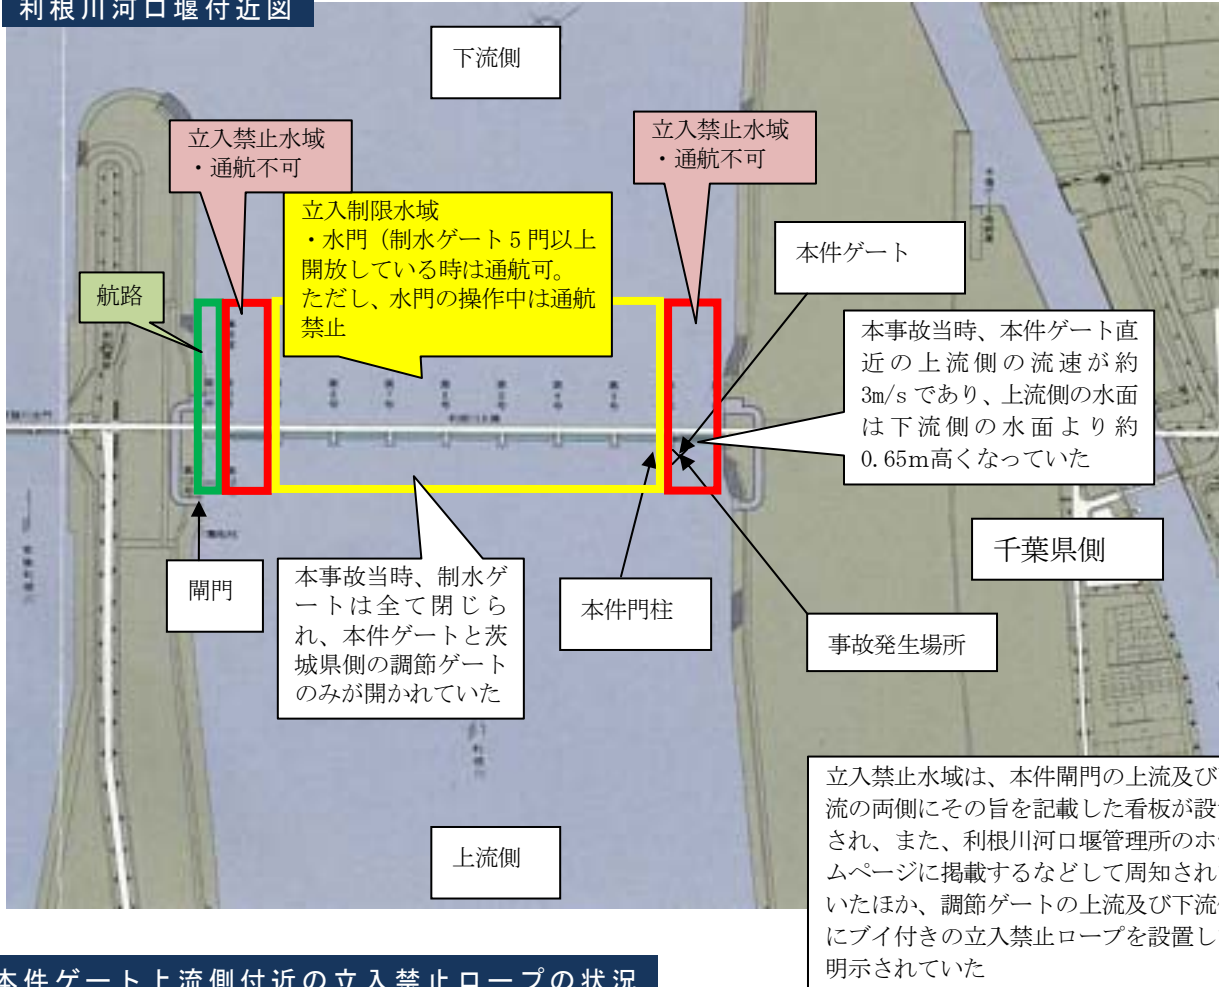 利根川河口堰付近図
下流側
立入禁止水域
・通航不可
立入禁止水域
・通航不可
立入制限水域
・水門（制水ゲート5門以上
開放している時は通航可。
ただし、水門の操作中は通航
禁止
本件ゲート
航路
本事故当時、本件ゲート直
近の上流側の流速が約
3m/sであり、上流側の水面
は下流側の水面より約
0.65m高くなっていた
千葉県側
閘門
本事故当時、制水ゲ
ートは全て閉じら
れ、本件ゲートと茨
城県側の調節ゲート
のみが開かれていた
本件門柱
事故発生場所
上流側
立入禁止水域は、本件閘門の上流及び
流の両側にその旨を記載した看板が設
され、また、利根川河口堰管理所のホ
ムページに掲載するなどして周知され
いたほか、調節ゲートの上流及び下流
にブイ付きの立入禁止ロープを設置し
明示されていた
本件ゲート上流側付近の立入禁止ロープの状況